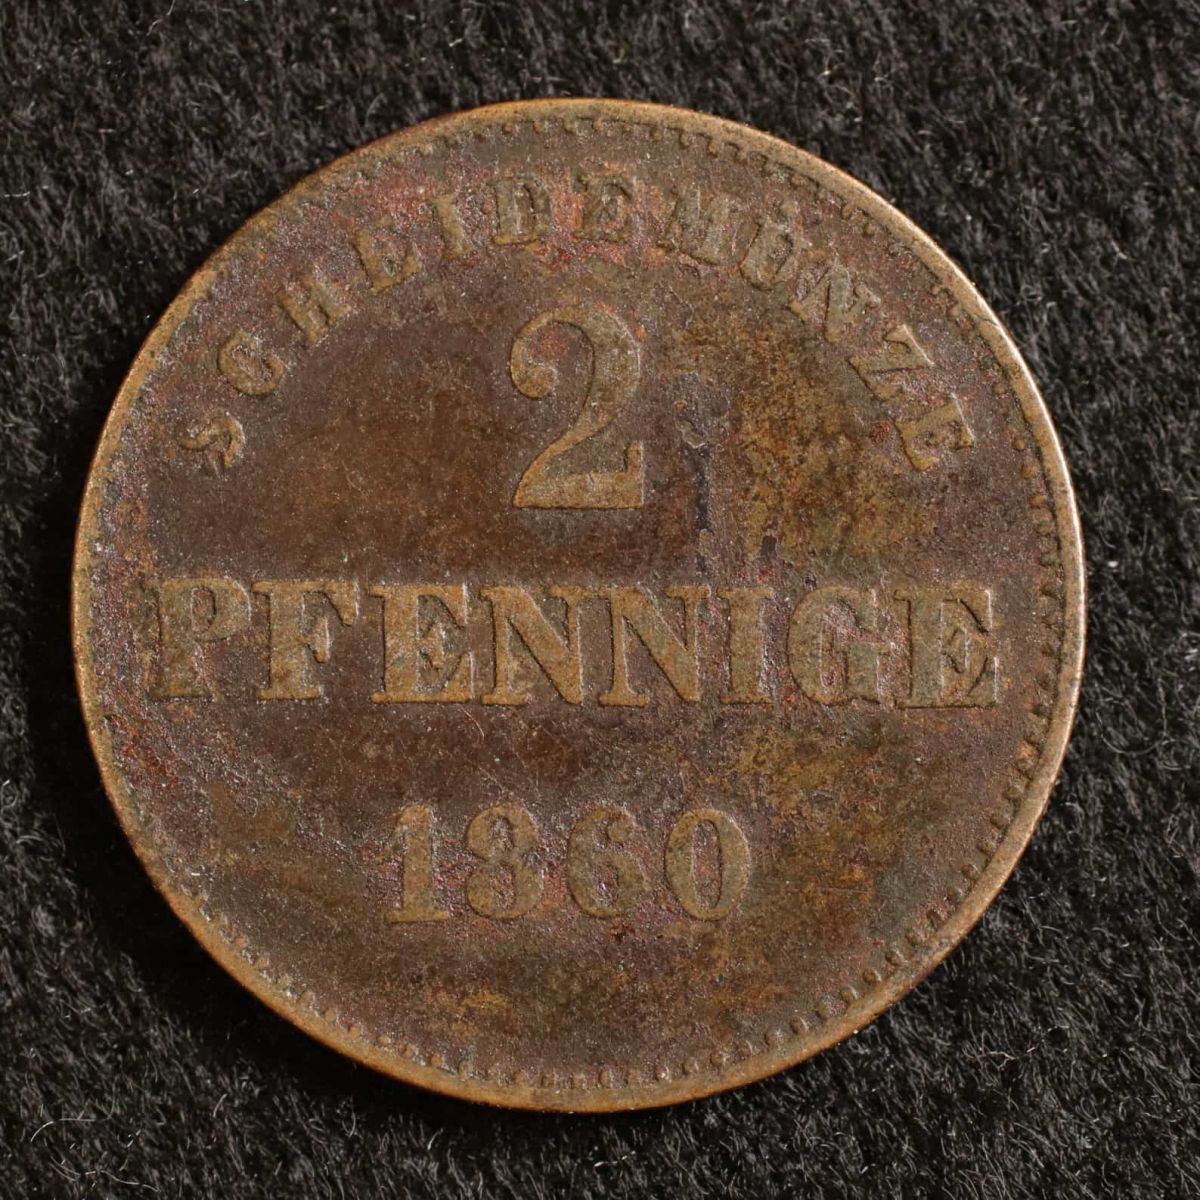 SCHEIDEMÜNZE
2
PFENNIGE
1860